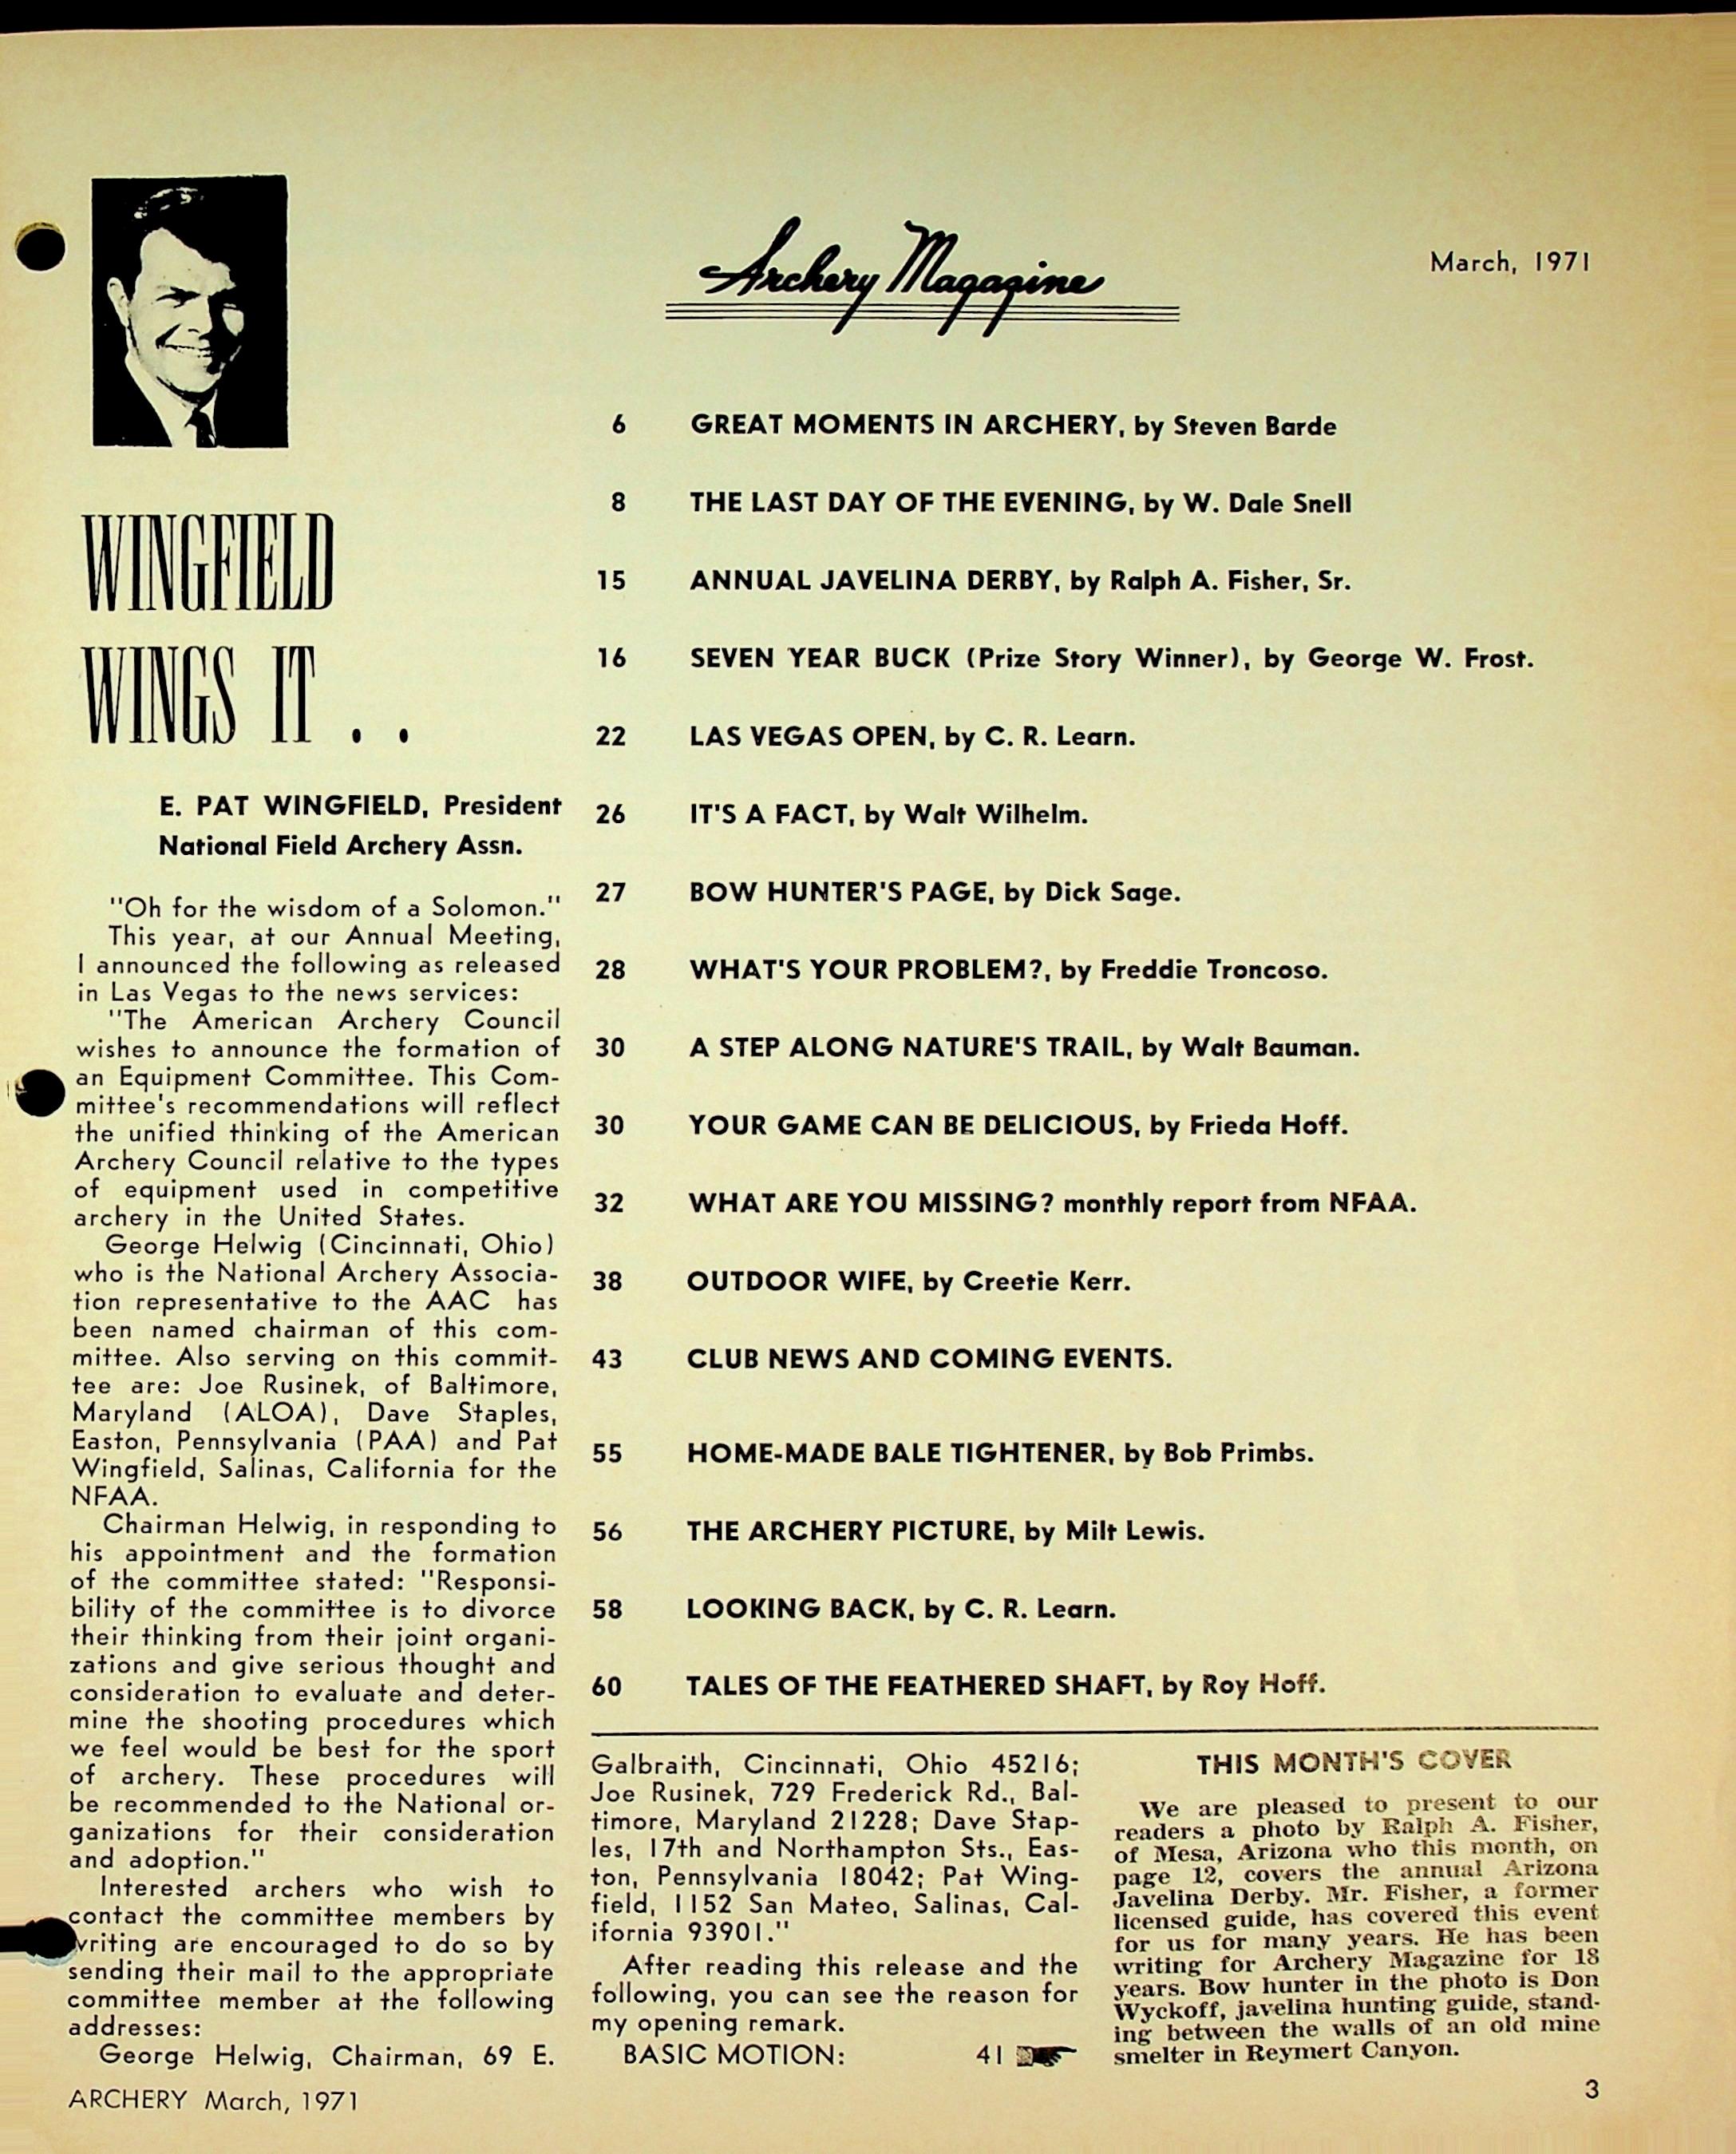 Archery Magazine
March, 1971
WINGFIELD
WINGS IT . .
E. PAT WINGFIELD, President
National Field Archery Assn.
"Oh for the wisdom of a Solomon."
This year, at our Annual Meeting,
I announced the following as released
in Las Vegas to the news services:
"The American Archery Council
wishes to announce the formation of
an Equipment Committee. This Com-
mittee's recommendations will reflect
the unified thinking of the American
Archery Council relative to the types
of equipment used in competitive
archery in the United States.
George Helwig (Cincinnati, Ohio)
who is the National Archery Associa-
tion representative to the AAC has
been named chairman of this com-
mittee. Also serving on this commit-
tee are: Joe Rusinek, of Baltimore,
Maryland (ALOA), Dave Staples,
Easton, Pennsylvania (PAA) and Pat
Wingfield, Salinas, California for the
NFAA.
Chairman Helwig, in responding to
his appointment and the formation
of the committee stated: "Responsi-
bility of the committee is to divorce
their thinking from their joint organi-
zations and give serious thought and
consideration to evaluate and deter-
mine the shooting procedures which
we feel would be best for the sport
of archery. These procedures will
be recommended to the National or-
ganizations for their consideration
and adoption."
Interested archers who wish to
contact the committee members by
writing are encouraged to do so by
sending their mail to the appropriate
committee member at the following
addresses:
George Helwig, Chairman, 69 E.
6 GREAT MOMENTS IN ARCHERY, by Steven Barde
8 THE LAST DAY OF THE EVENING, by W. Dale Snell
15 ANNUAL JAVELINA DERBY, by Ralph A. Fisher, Sr.
16 SEVEN YEAR BUCK (Prize Story Winner), by George W. Frost.
22 LAS VEGAS OPEN, by C. R. Learn.
26 IT'S A FACT, by Walt Wilhelm.
27 BOW HUNTER'S PAGE, by Dick Sage.
28 WHAT'S YOUR PROBLEM?, by Freddie Troncoso.
30 A STEP ALONG NATURE'S TRAIL, by Walt Bauman.
30 YOUR GAME CAN BE DELICIOUS, by Frieda Hoff.
32 WHAT ARE YOU MISSING? monthly report from NFAA.
38 OUTDOOR WIFE, by Creetie Kerr.
43 CLUB NEWS AND COMING EVENTS.
55 HOME-MADE BALE TIGHTENER, by Bob Primbs.
56 THE ARCHERY PICTURE, by Milt Lewis.
58 LOOKING BACK, by C. R. Learn.
60 TALES OF THE FEATHERED SHAFT, by Roy Hoff.
Galbraith, Cincinnati, Ohio 45216;
Joe Rusinek, 729 Frederick Rd., Bal-
timore, Maryland 21228; Dave Stap-
les, 17th and Northampton Sts., Eas-
ton, Pennsylvania 18042; Pat Wing-
field, 1152 San Mateo, Salinas, Cal-
ifornia 93901."
After reading this release and the
following, you can see the reason for
my opening remark.
BASIC MOTION: 41
THIS MONTH'S COVER
We are pleased to present to our
readers a photo by Ralph A. Fisher,
of Mesa, Arizona who this month, on
page 12, covers the annual Arizona
Javelina Derby. Mr. Fisher, a former
licensed guide, has covered this event
for us for many years. He has been
writing for Archery Magazine for 18
years. Bow hunter in the photo is Don
Wyckoff, javelina hunting guide, stand-
ing between the walls of an old mine
smelter in Reymert Canyon.
ARCHERY March, 1971
3